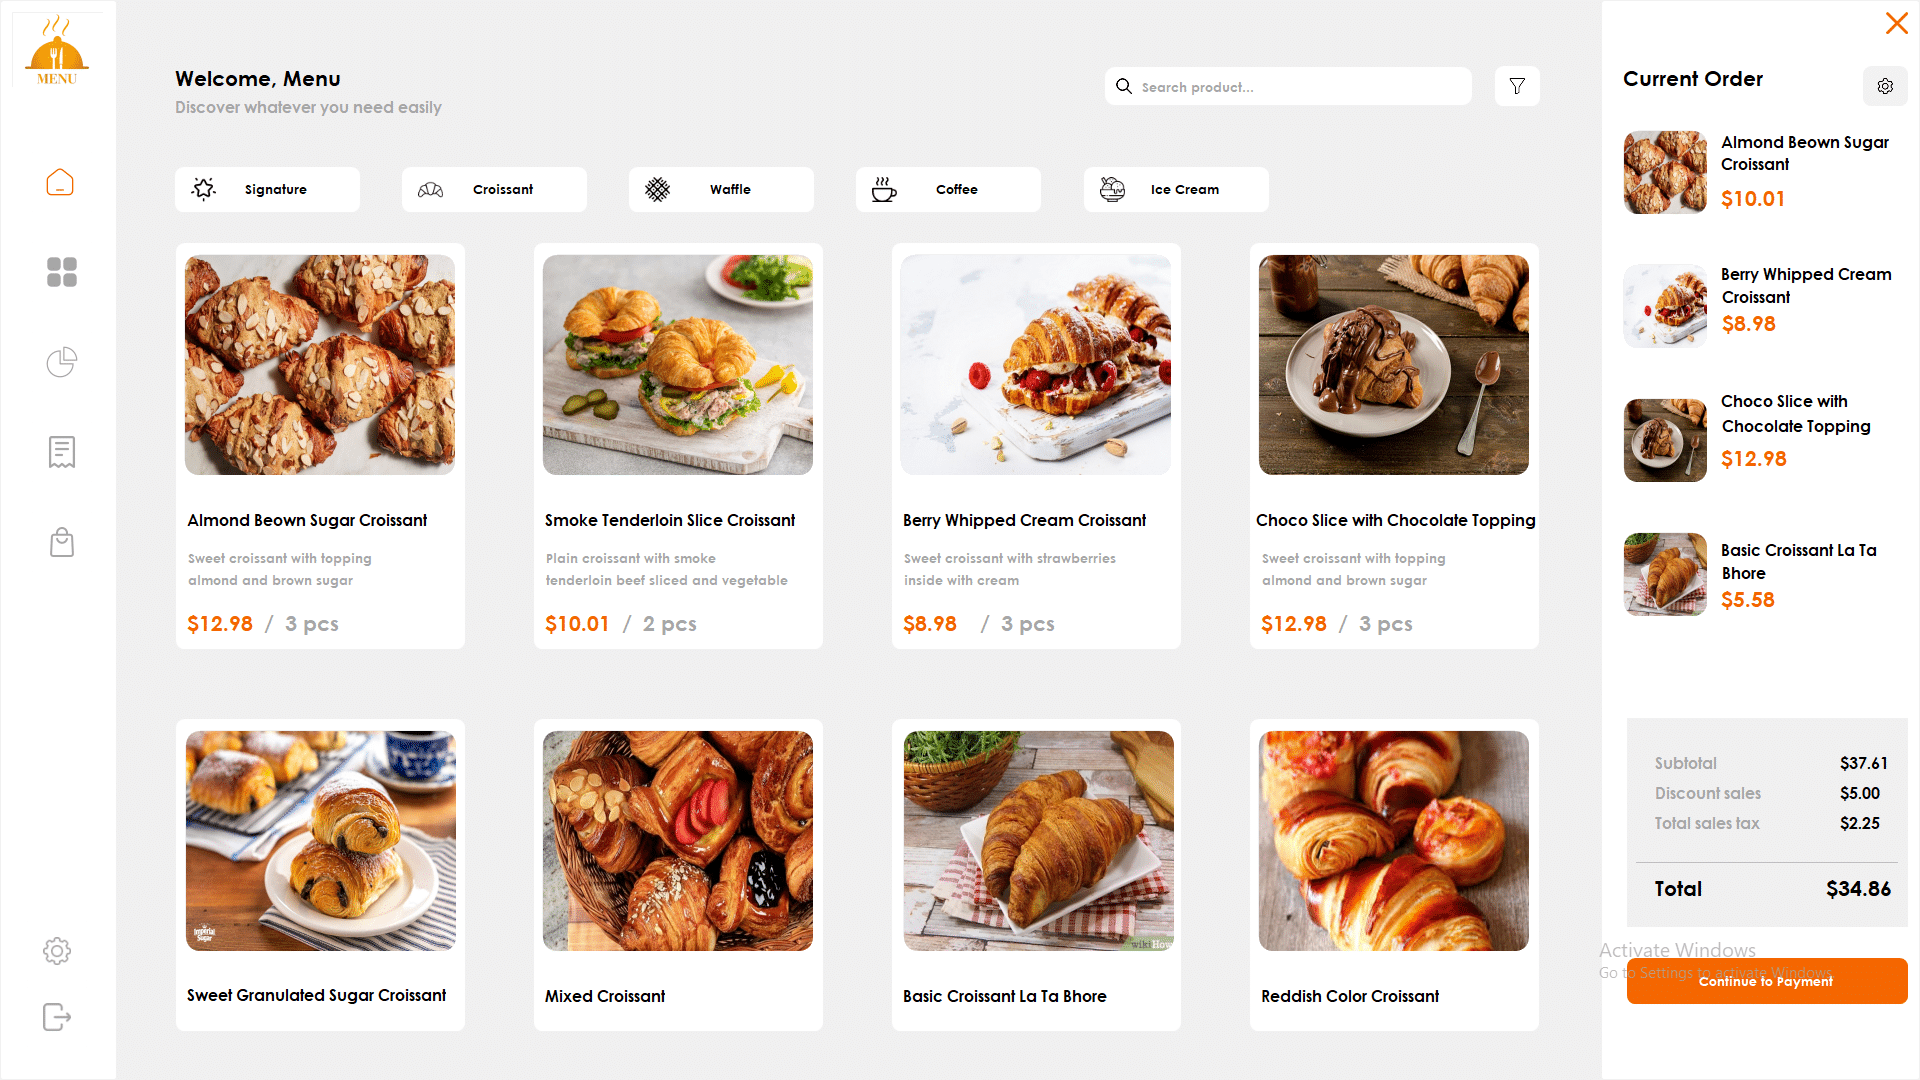 MENU
Welcome, Menu
Discover whatever you need easily
Search product...
Signature
Croissant
Waffle
Coffee
Ice Cream
Almond Beown Sugar Croissant
Sweet croissant with topping
almond and brown sugar
$12.98 / 3 pcs
Smoke Tenderloin Slice Croissant
Plain croissant with smoke
tenderloin beef sliced and vegetable
$10.01 / 2 pcs
Berry Whipped Cream Croissant
Sweet croissant with strawberries
inside with cream
$8.98 / 3 pcs
Choco Slice with Chocolate Topping
Sweet croissant with topping
almond and brown sugar
$12.98 / 3 pcs
Imperial
Sugar
Sweet Granulated Sugar Croissant
Mixed Croissant
wikiHow
Basic Croissant La Ta Bhore
Reddish Color Croissant
Current Order
Almond Beown Sugar
Croissant
$10.01
Berry Whipped Cream
Croissant
$8.98
Choco Slice with
Chocolate Topping
$12.98
Basic Croissant La Ta
Bhore
$5.58
Subtotal $37.61
Discount sales $5.00
Total sales tax $2.25
Total $34.86
Activate Windows
Go to Settings to activate Windows.
Continue to Payment